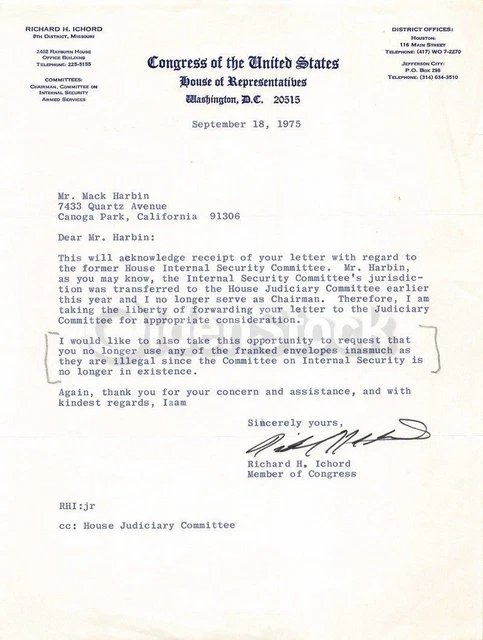 RICHARD H. ICHORD
8TH DISTRICT, MISSOURI
2402 RAYBURN HOUSE
OFFICE BUILDING
TELEPHONE: 225-5155
COMMITTEES:
CHAIRMAN, COMMITTEE ON
INTERNAL SECURITY
ARMED SERVICES
Congress of the United States
House of Representatives
Washington, D.C. 20515
DISTRICT OFFICES:
HOUSTON:
116 MAIN STREET
TELEPHONE: (417) WO 7-2270
JEFFERSON CITY:
P.O. BOX 298
TELEPHONE: (314) 634-3510
September 18, 1975
Mr. Mack Harbin
7433 Quartz Avenue
Canoga Park, California 91306
Dear Mr. Harbin:
This will acknowledge receipt of your letter with regard to
the former House Internal Security Committee. Mr. Harbin,
as you may know, the Internal Security Committee's jurisdic-
tion was transferred to the House Judiciary Committee earlier
this year and I no longer serve as Chairman. Therefore, I am
taking the liberty of forwarding your letter to the Judiciary
Committee for appropriate consideration.
I would like to also take this opportunity to request that
you no longer use any of the franked envelopes inasmuch as
they are illegal since the Committee on Internal Security is
no longer in existence.
Again, thank you for your concern and assistance, and with
kindest regards, Iaam
Sincerely yours,
Richard H. Ichord
Member of Congress
RHI:jr
cc: House Judiciary Committee